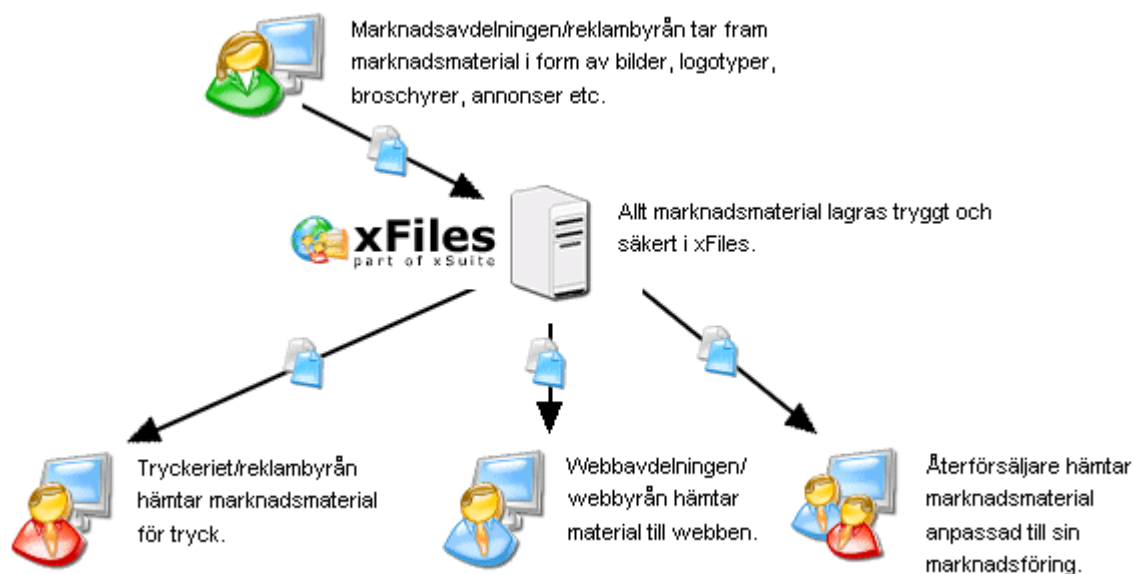 Marknadsavdelningen/reklambyrån tar fram
marknadsmaterial i form av bilder, logotyper,
broschyrer, annonser etc.
xFiles
part of xSuite
Allt marknadsmaterial lagras tryggt och
säkert i xFiles.
Tryckeriet/reklambyrån
hämtar marknadsmaterial
för tryck.
Webbavdelningen/
webbyrån hämtar
material till webben.
Återförsäljare hämtar
marknadsmaterial
anpassad till sin
marknadsföring.